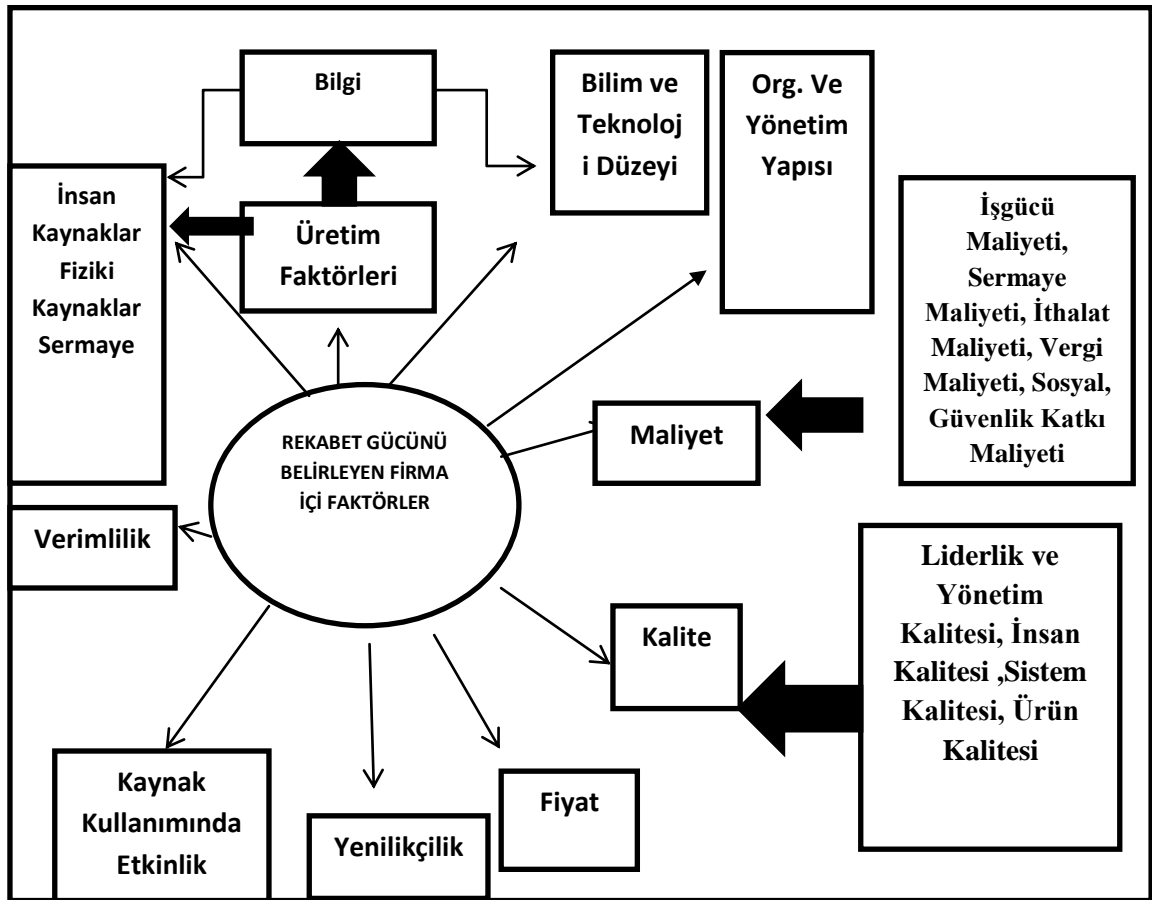 Bilgi
Bilim ve
Teknoloj
i Düzeyi
Org. Ve
Yönetim
Yapısı
İnsan
Kaynaklar
Fiziki
Kaynaklar
Sermaye
Üretim
Faktörleri
İşgücü
Maliyeti,
Sermaye
Maliyeti, İthalat
Maliyeti, Vergi
Maliyeti, Sosyal,
Güvenlik Katkı
Maliyeti
REKABET GÜCÜNÜ
BELİRLEYEN FİRMA
İÇİ FAKTÖRLER
Maliyet
Verimlilik
Liderlik ve
Yönetim
Kalitesi, İnsan
Kalitesi ,Sistem
Kalitesi, Ürün
Kalitesi
Kalite
Kaynak
Kullanımında
Etkinlik
Yenilikçilik
Fiyat